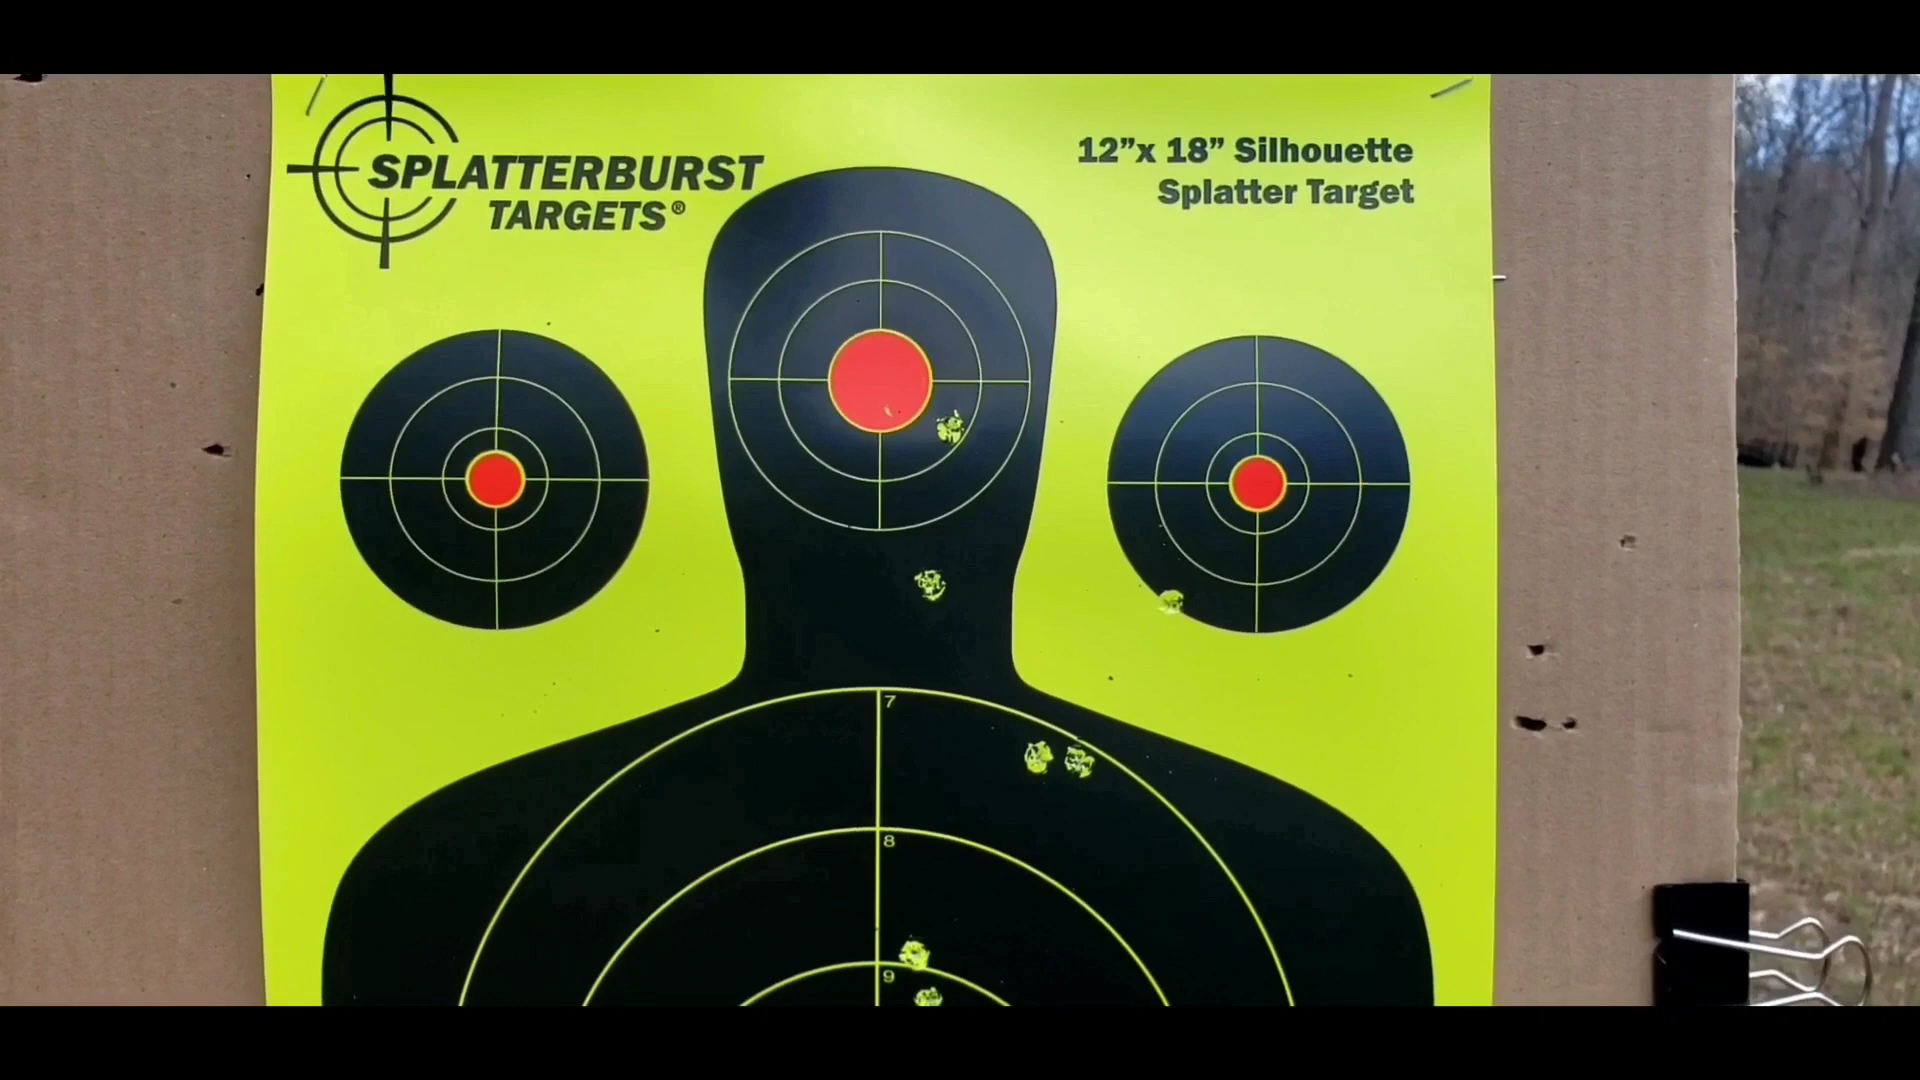 SPLATTERBURST
TARGETS®
12”x 18” Silhouette
Splatter Target
7
8
9